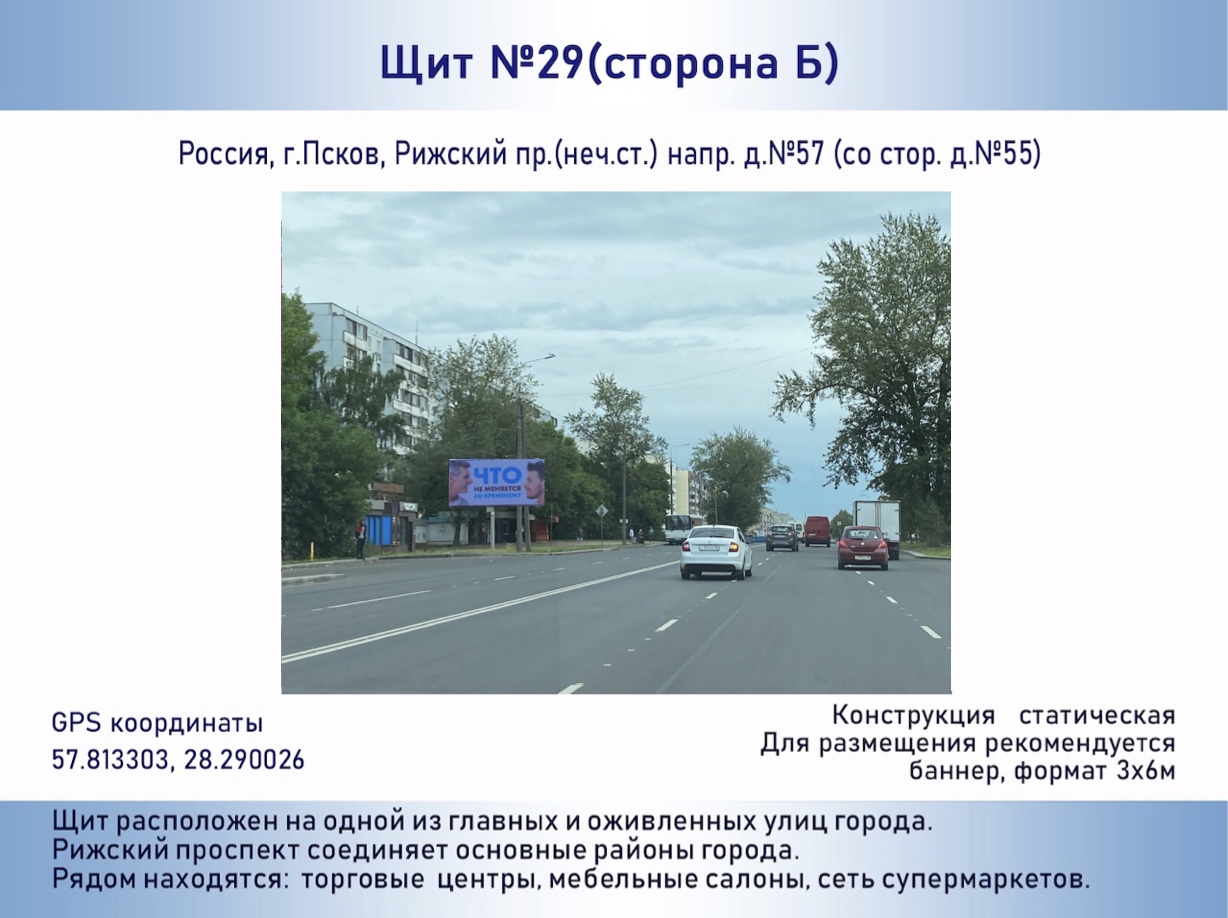 Щит №29(сторона Б)
Россия, г.Псков, Рижский пр.(неч.ст.) напр. д.№57 (со стор. д.№55)
ЧТО
НЕ МЕНЯЕТСЯ
СО ВРЕМЕНЕМ?
GPS координаты
57.813303, 28.290026
Конструкция статическая
Для размещения рекомендуется
баннер, формат 3х6м
Щит расположен на одной из главных и оживленных улиц города.
Рижский проспект соединяет основные районы города.
Рядом находятся: торговые центры, мебельные салоны, сеть супермаркетов.